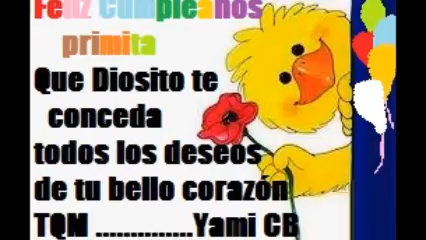 Feliz Cumpleaños
primita
Que Diosito te
conceda
todos los deseos
de tu bello corazón
TQM ..............Yami CB